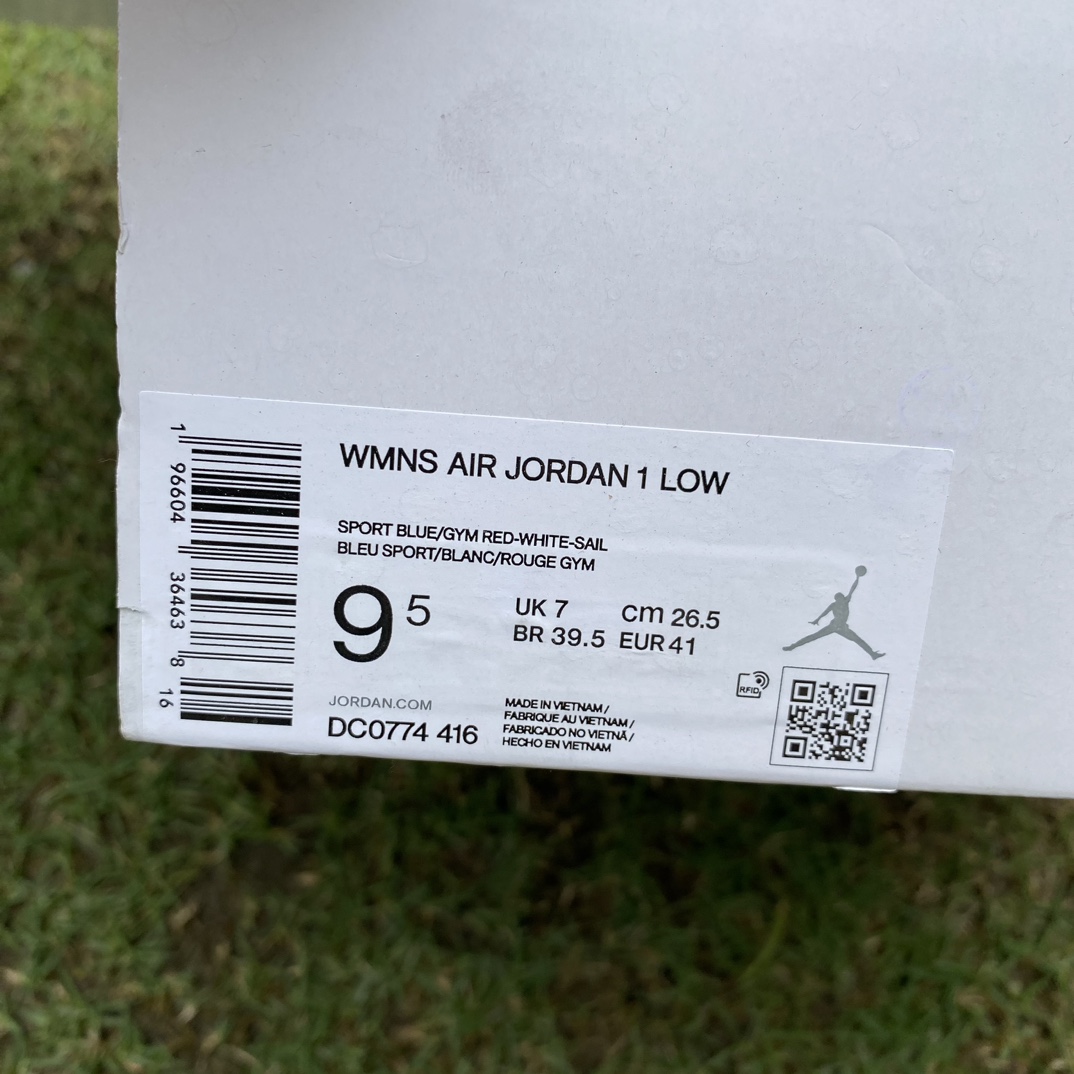 WMNS AIR JORDAN 1 LOW
SPORT BLUE/GYM RED-WHITE-SAIL
BLEU SPORT/BLANC/ROUGE GYM
9 5
UK 7 cm 26.5
BR 39.5 EUR 41
JORDAN.COM
DC0774 416
MADE IN VIETNAM /
FABRIQUE AU VIETNAM /
FABRICADO NO VIETNÃ /
HECHO EN VIETNAM
RFID
1 96604 36463 8 16